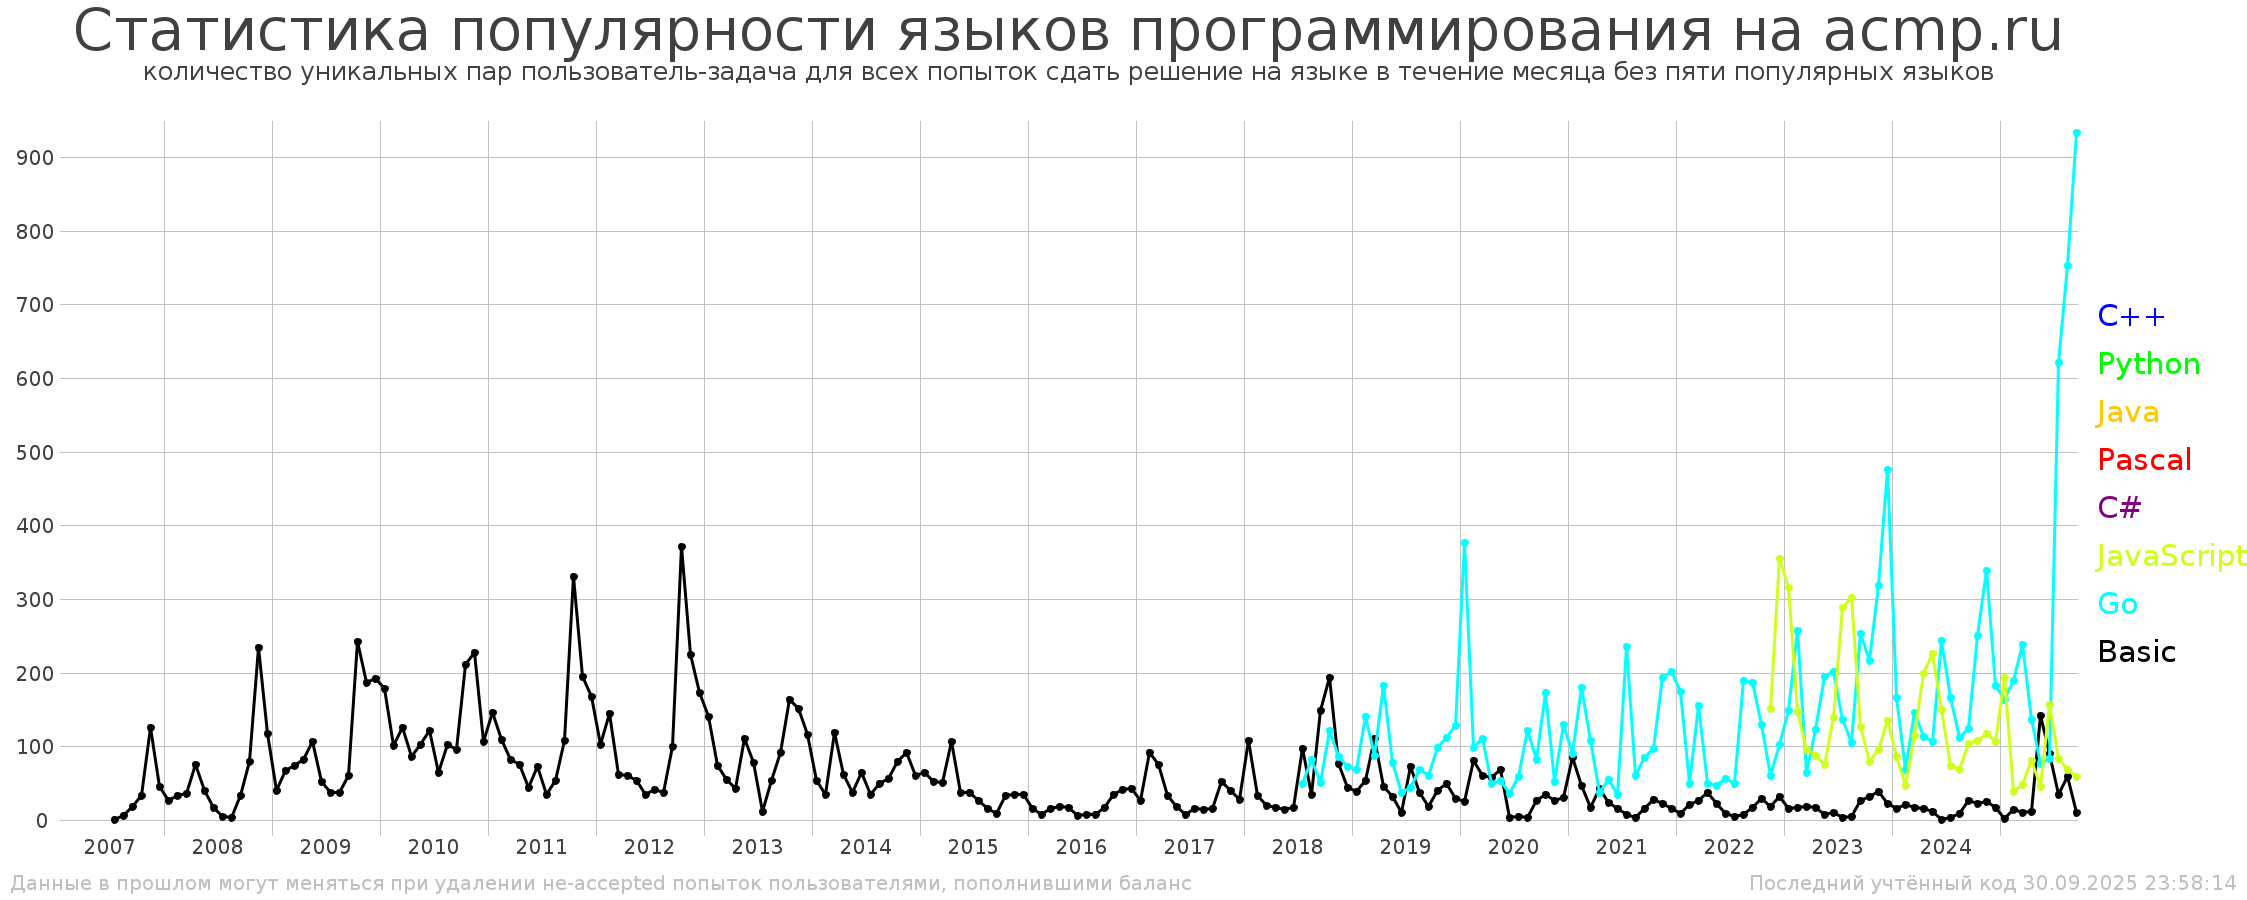 Статистика популярности языков программирования на acmp.ru
количество уникальных пар пользователь-задача для всех попыток сдать решение на языке в течение месяца без пяти популярных языков
900
800
700
600
500
400
300
200
100
0
C++
Python
Java
Pascal
C#
JavaScript
Go
Basic
2007 2008 2009 2010 2011 2012 2013 2014 2015 2016 2017 2018 2019 2020 2021 2022 2023 2024
Данные в прошлом могут меняться при удалении не-accepted попыток пользователями, пополнившими баланс
Последний учтённый код 30.09.2025 23:58:14